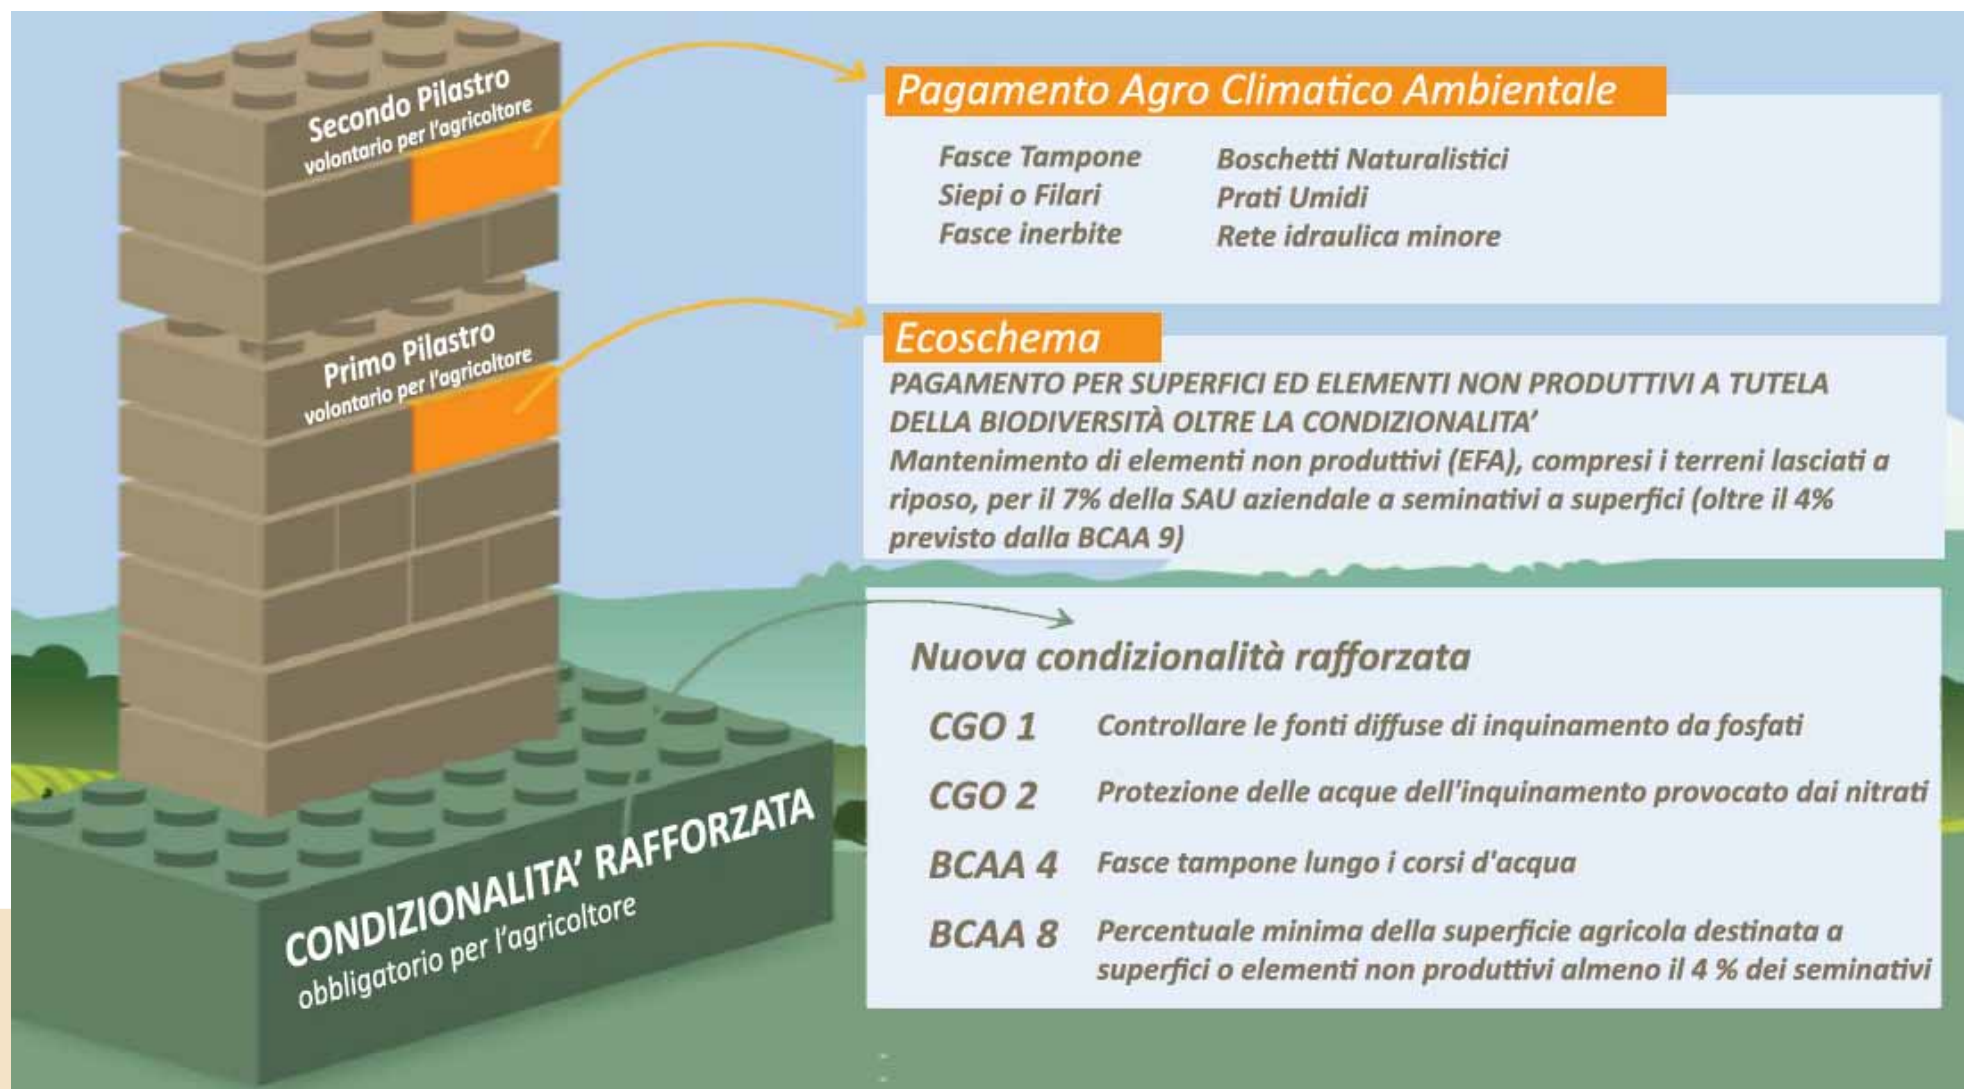 Secondo Pilastro
volontario per l'agricoltore
Pagamento Agro Climatico Ambientale
Fasce Tampone
Siepi o Filari
Fasce inerbite
Boschetti Naturalistici
Prati Umidi
Rete idraulica minore
Primo Pilastro
volontario per l'agricoltore
Ecoschema
PAGAMENTO PER SUPERFICI ED ELEMENTI NON PRODUTTIVI A TUTELA
DELLA BIODIVERSITÀ OLTRE LA CONDIZIONALITA'
Mantenimento di elementi non produttivi (EFA), compresi i terreni lasciati a
riposo, per il 7% della SAU aziendale a seminativi a superfici (oltre il 4%
previsto dalla BCAA 9)
CONDIZIONALITA' RAFFORZATA
obbligatorio per l'agricoltore
Nuova condizionalità rafforzata
CGO 1 Controllare le fonti diffuse di inquinamento da fosfati
CGO 2 Protezione delle acque dell'inquinamento provocato dai nitrati
BCAA 4 Fasce tampone lungo i corsi d'acqua
BCAA 8 Percentuale minima della superficie agricola destinata a
superfici o elementi non produttivi almeno il 4 % dei seminativi